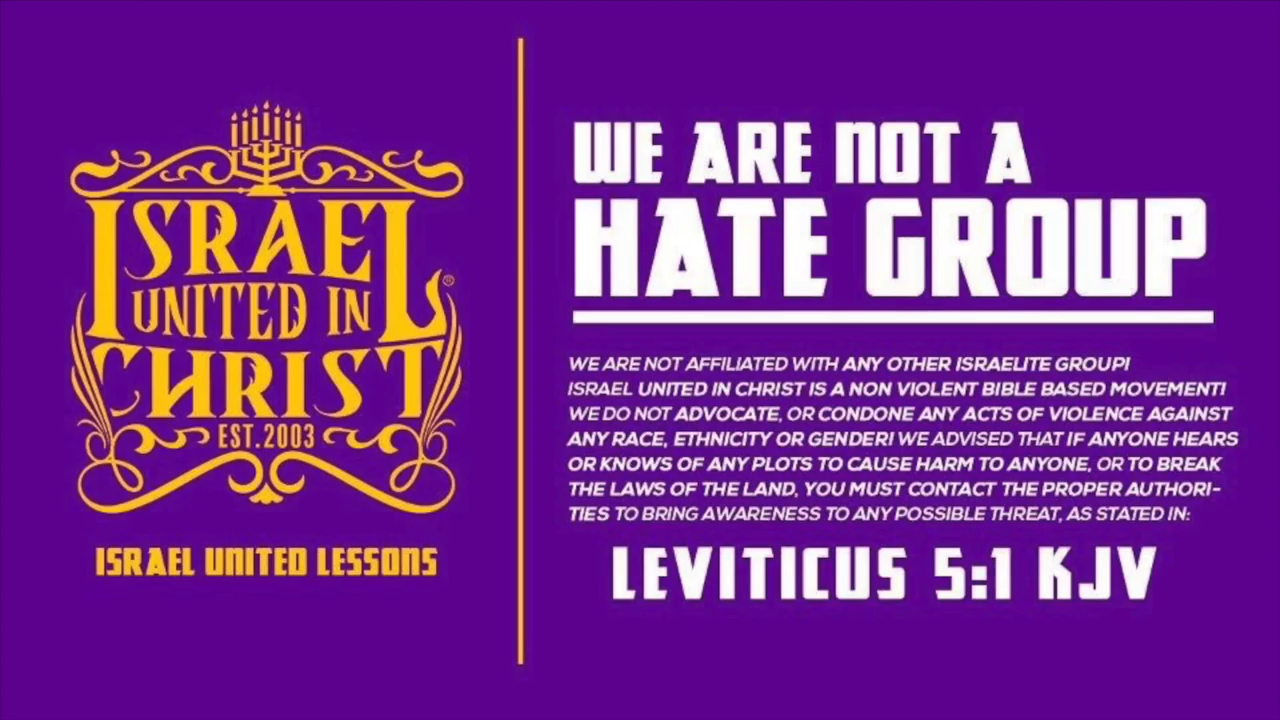 ISRAEL
UNITED IN
CHRIST
®
EST.2003
ISRAEL UNITED LESSONS
WE ARE NOT A
HATE GROUP
WE ARE NOT AFFILIATED WITH ANY OTHER ISRAELITE GROUP!
ISRAEL UNITED IN CHRIST IS A NON VIOLENT BIBLE BASED MOVEMENT!
WE DO NOT ADVOCATE, OR CONDONE ANY ACTS OF VIOLENCE AGAINST
ANY RACE, ETHNICITY OR GENDER! WE ADVISED THAT IF ANYONE HEARS
OR KNOWS OF ANY PLOTS TO CAUSE HARM TO ANYONE, OR TO BREAK
THE LAWS OF THE LAND, YOU MUST CONTACT THE PROPER AUTHORI-
TIES TO BRING AWARENESS TO ANY POSSIBLE THREAT, AS STATED IN:
LEVITICUS 5:1 KJV